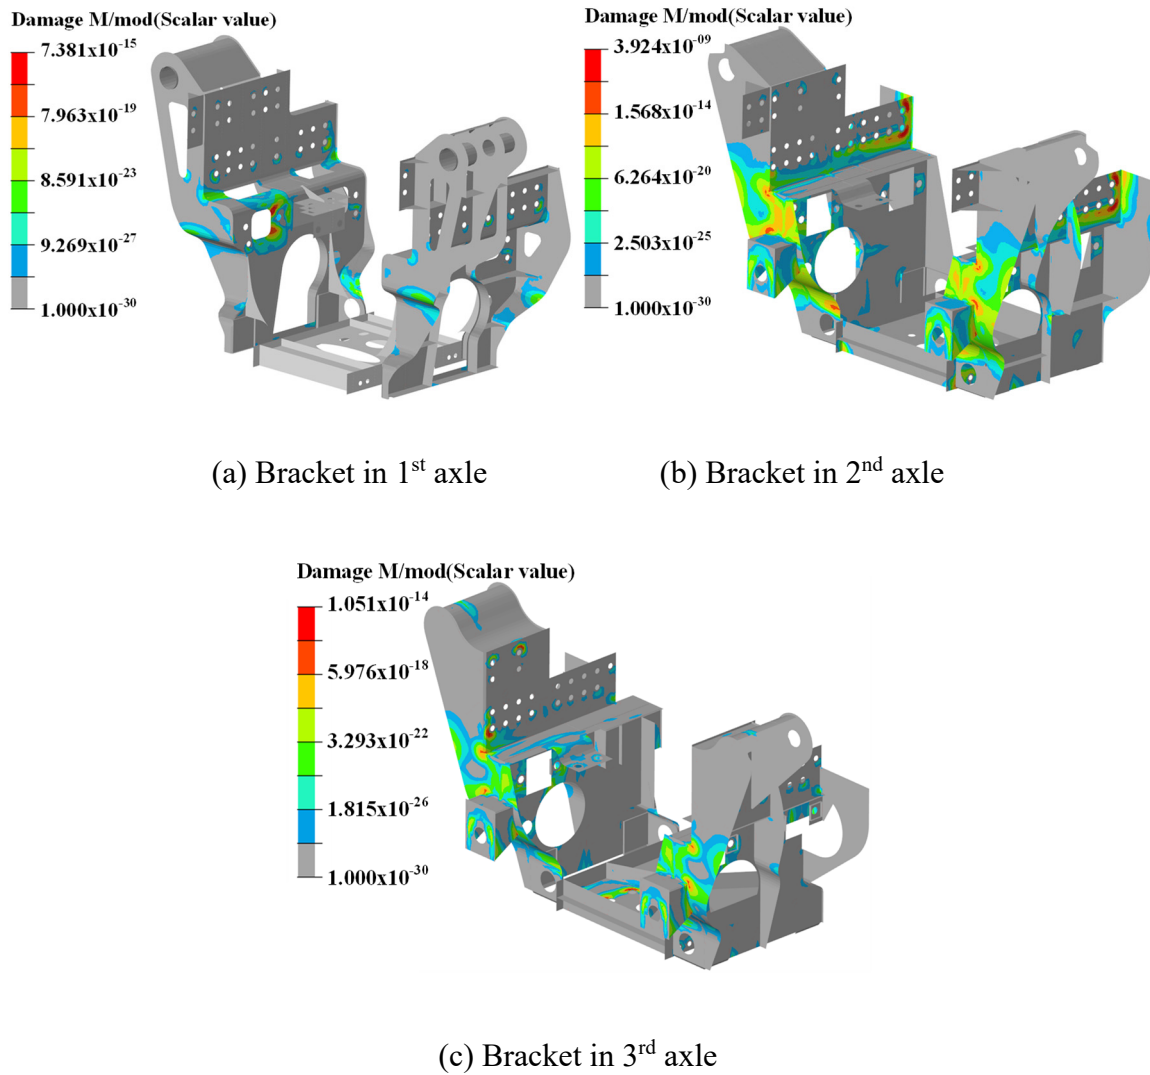 Damage M/mod(Scalar value)
7.381x10⁻¹⁵
7.963x10⁻¹⁹
8.591x10⁻²³
9.269x10⁻²⁷
1.000x10⁻³⁰
(a) Bracket in 1ˢᵗ axle
Damage M/mod(Scalar value)
3.924x10⁻⁰⁹
1.568x10⁻¹⁴
6.264x10⁻²⁰
2.503x10⁻²⁵
1.000x10⁻³⁰
(b) Bracket in 2ⁿᵈ axle
Damage M/mod(Scalar value)
1.051x10⁻¹⁴
5.976x10⁻¹⁸
3.293x10⁻²²
1.815x10⁻²⁶
1.000x10⁻³⁰
(c) Bracket in 3ʳᵈ axle